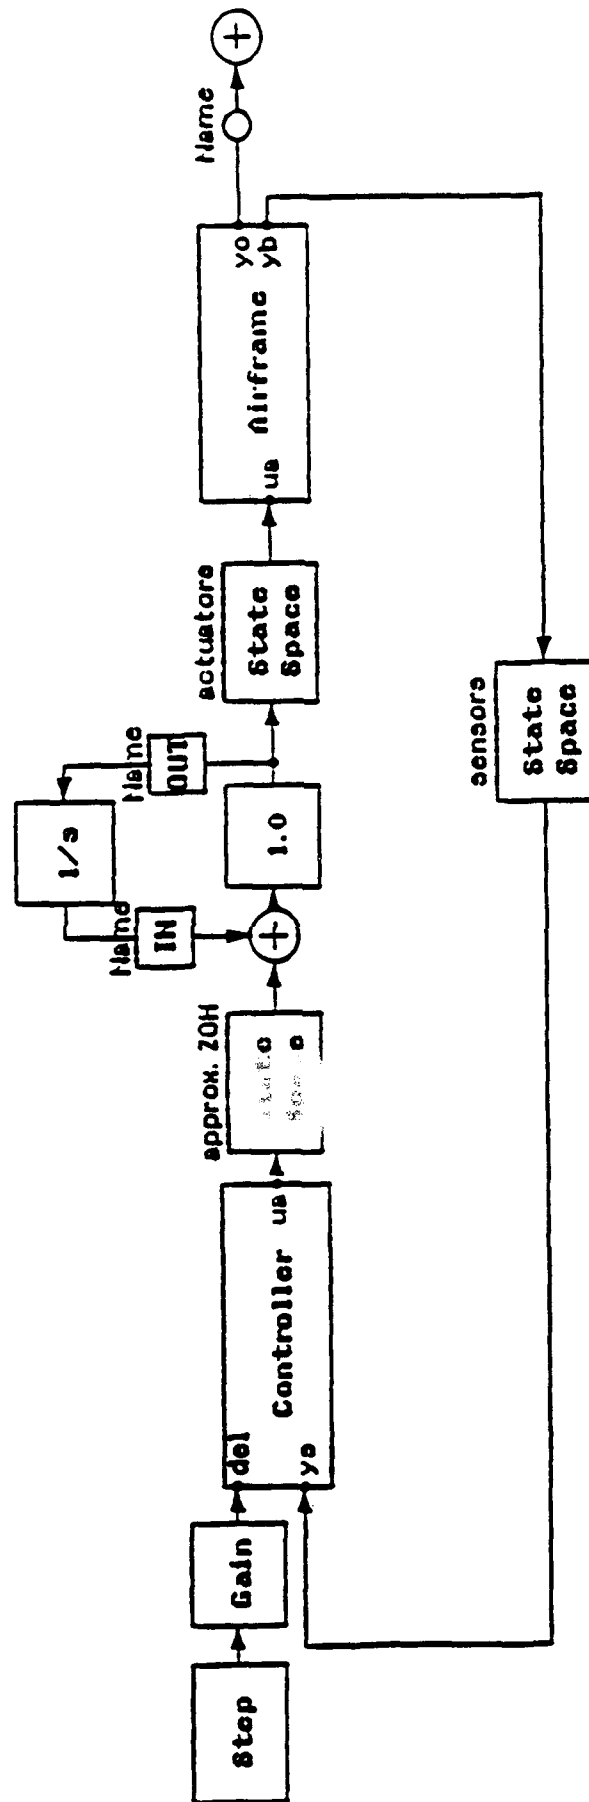 Step
Gain
del
ys
Controller
ua
approx. ZOH
Name
IN
1/s
Name
OUT
1.0
actuators
State
Space
ua
Airframe
yo
yb
Name
sensors
State
Space